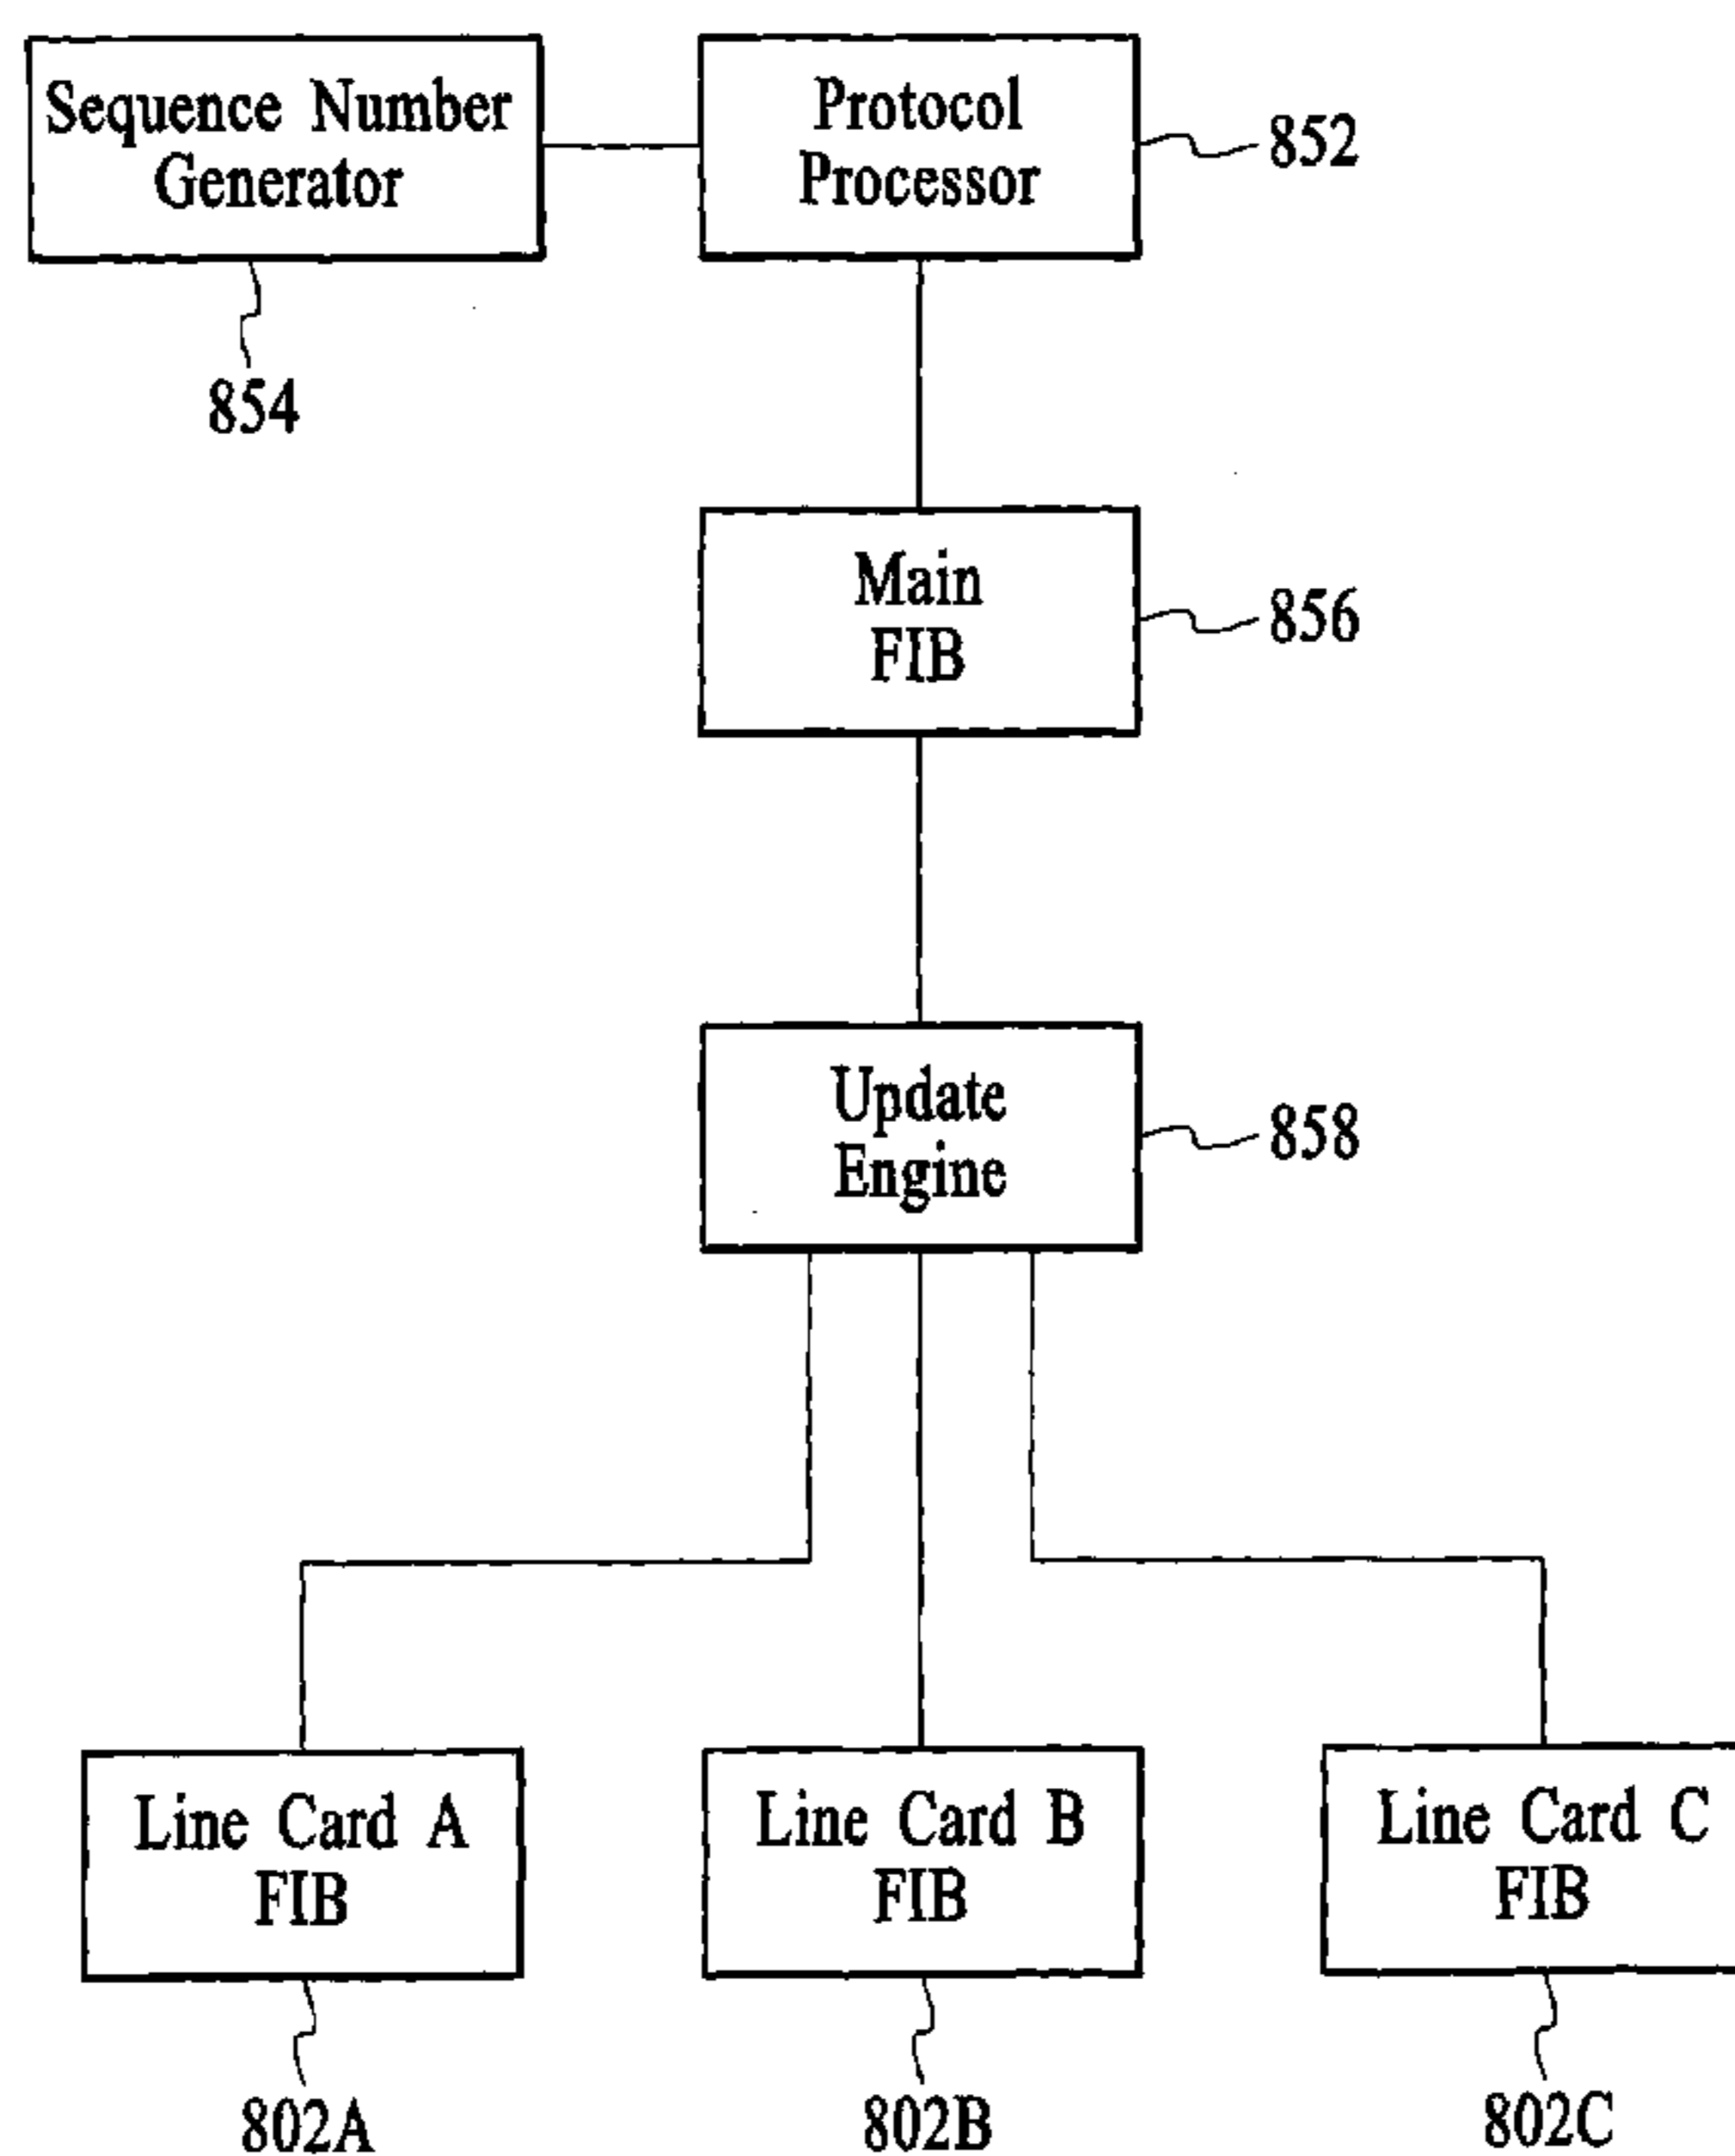 Sequence Number
Generator
Protocol
Processor
852
854
Main
FIB
856
Update
Engine
858
Line Card A
FIB
Line Card B
FIB
Line Card C
FIB
802A
802B
802C